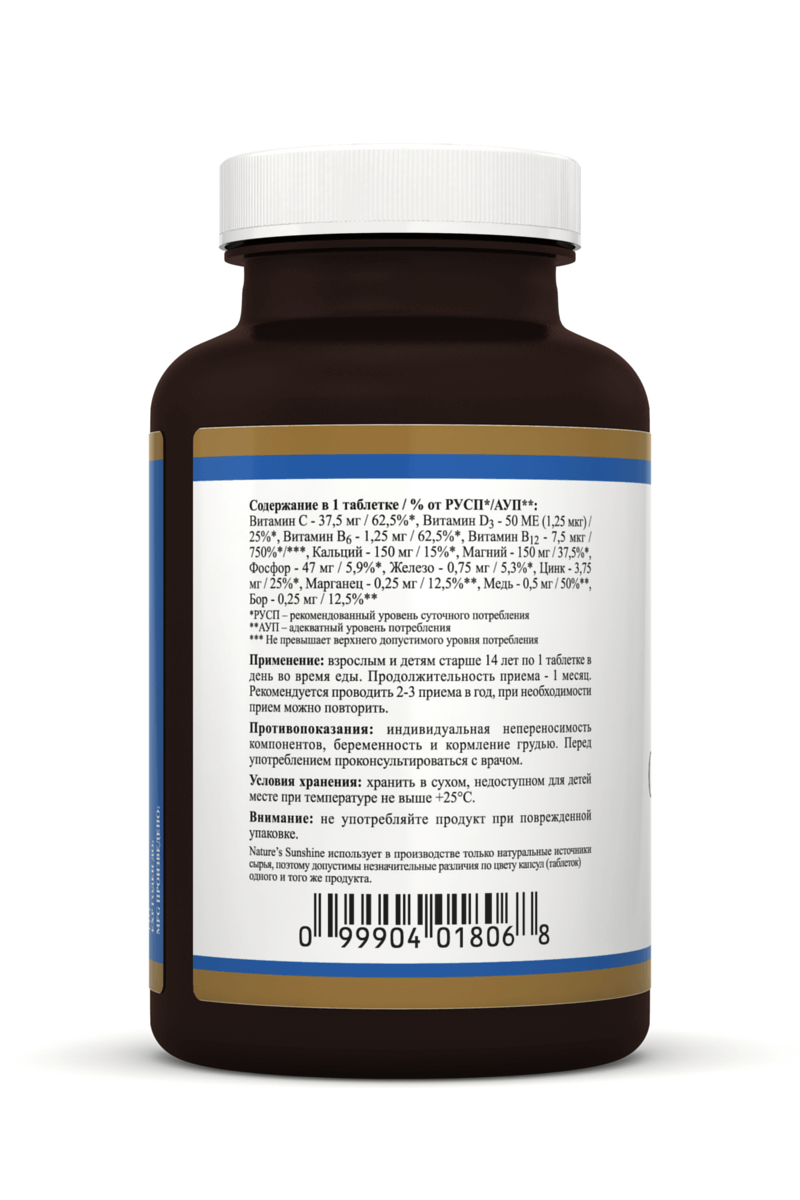 Содержание в 1 таблетке / % от РУСП*/АУП**:
Витамин С - 37,5 мг / 62,5%*, Витамин D3 - 50 МЕ (1,25 мкг) /
25%*, Витамин B6 - 1,25 мг / 62,5%*, Витамин B12 - 7,5 мкг /
750%*/***, Кальций - 150 мг / 15%*, Магний - 150 мг / 37,5%*,
Фосфор - 47 мг / 5,9%*, Железо - 0,75 мг / 5,3%*, Цинк - 3,75
мг / 25%*, Марганец - 0,25 мг / 12,5%**, Медь - 0,5 мг / 50%**,
Бор - 0,25 мг / 12,5%**
*РУСП – рекомендованный уровень суточного потребления
**АУП – адекватный уровень потребления
*** Не превышает верхнего допустимого уровня потребления
Применение: взрослым и детям старше 14 лет по 1 таблетке в
день во время еды. Продолжительность приема - 1 месяц.
Рекомендуется проводить 2-3 приема в год, при необходимости
прием можно повторить.
Противопоказания: индивидуальная непереносимость
компонентов, беременность и кормление грудью. Перед
употреблением проконсультироваться с врачом.
Условия хранения: хранить в сухом, недоступном для детей
месте при температуре не выше +25°С.
Внимание: не употребляйте продукт при поврежденной
упаковке.
Nature's Sunshine использует в производстве только натуральные источники
сырья, поэтому допустимы незначительные различия по цвету капсул (таблеток)
одного и того же продукта.
0 99904 01806 8
MFG ПРОИЗВЕДЕНО: